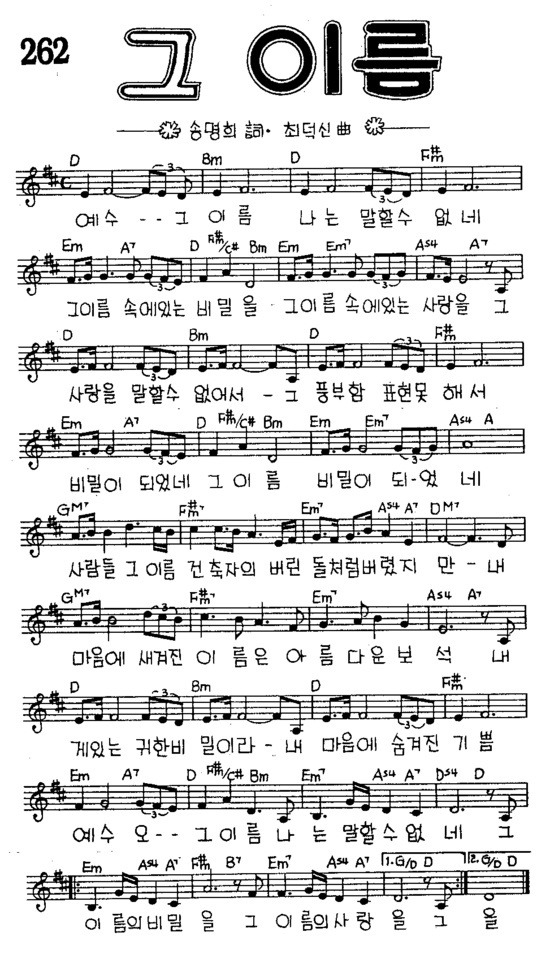 262
그 이름
송명희 詞· 최덕신 曲
D Bm D F#m
예수 -- 그 이름 나는 말할수 없네
Em A7 D F#m/C# Bm Em Em7 As4 A7
그이름 속에있는 비밀을 · 그이름 속에있는 사랑을 그
D Bm D F#m
사랑을 말할수 없어서 - 그 풍부함 표현못 해서
Em A7 D F#m/C# Bm Em Em7 As4 A
비밀이 되었네 그 이름 비밀이 되-었 네
GM7 F#m7 Em7 As4 A7 DM7
사람들 그이름 건축자의 버린 돌처럼버렸지 만 - 내
GM7 F#m7 Em7 As4 A7
마음에 새겨진 이 름은 아름 다운 보 석 내
D Bm D F#m
게있는 귀한비 밀이라 - 내 마음에 숨겨진 기 쁨
Em A7 D F#m/C# Bm Em7 As4 A7 Ds4 D
예수 오-- 그이름 나 는 말할수없 네 그
Em As4 A7 F#m B7 Em7 As4 A7 1. G/D D 2. G/D D
이 름의비밀 을 그 이름의사랑 을 그 을